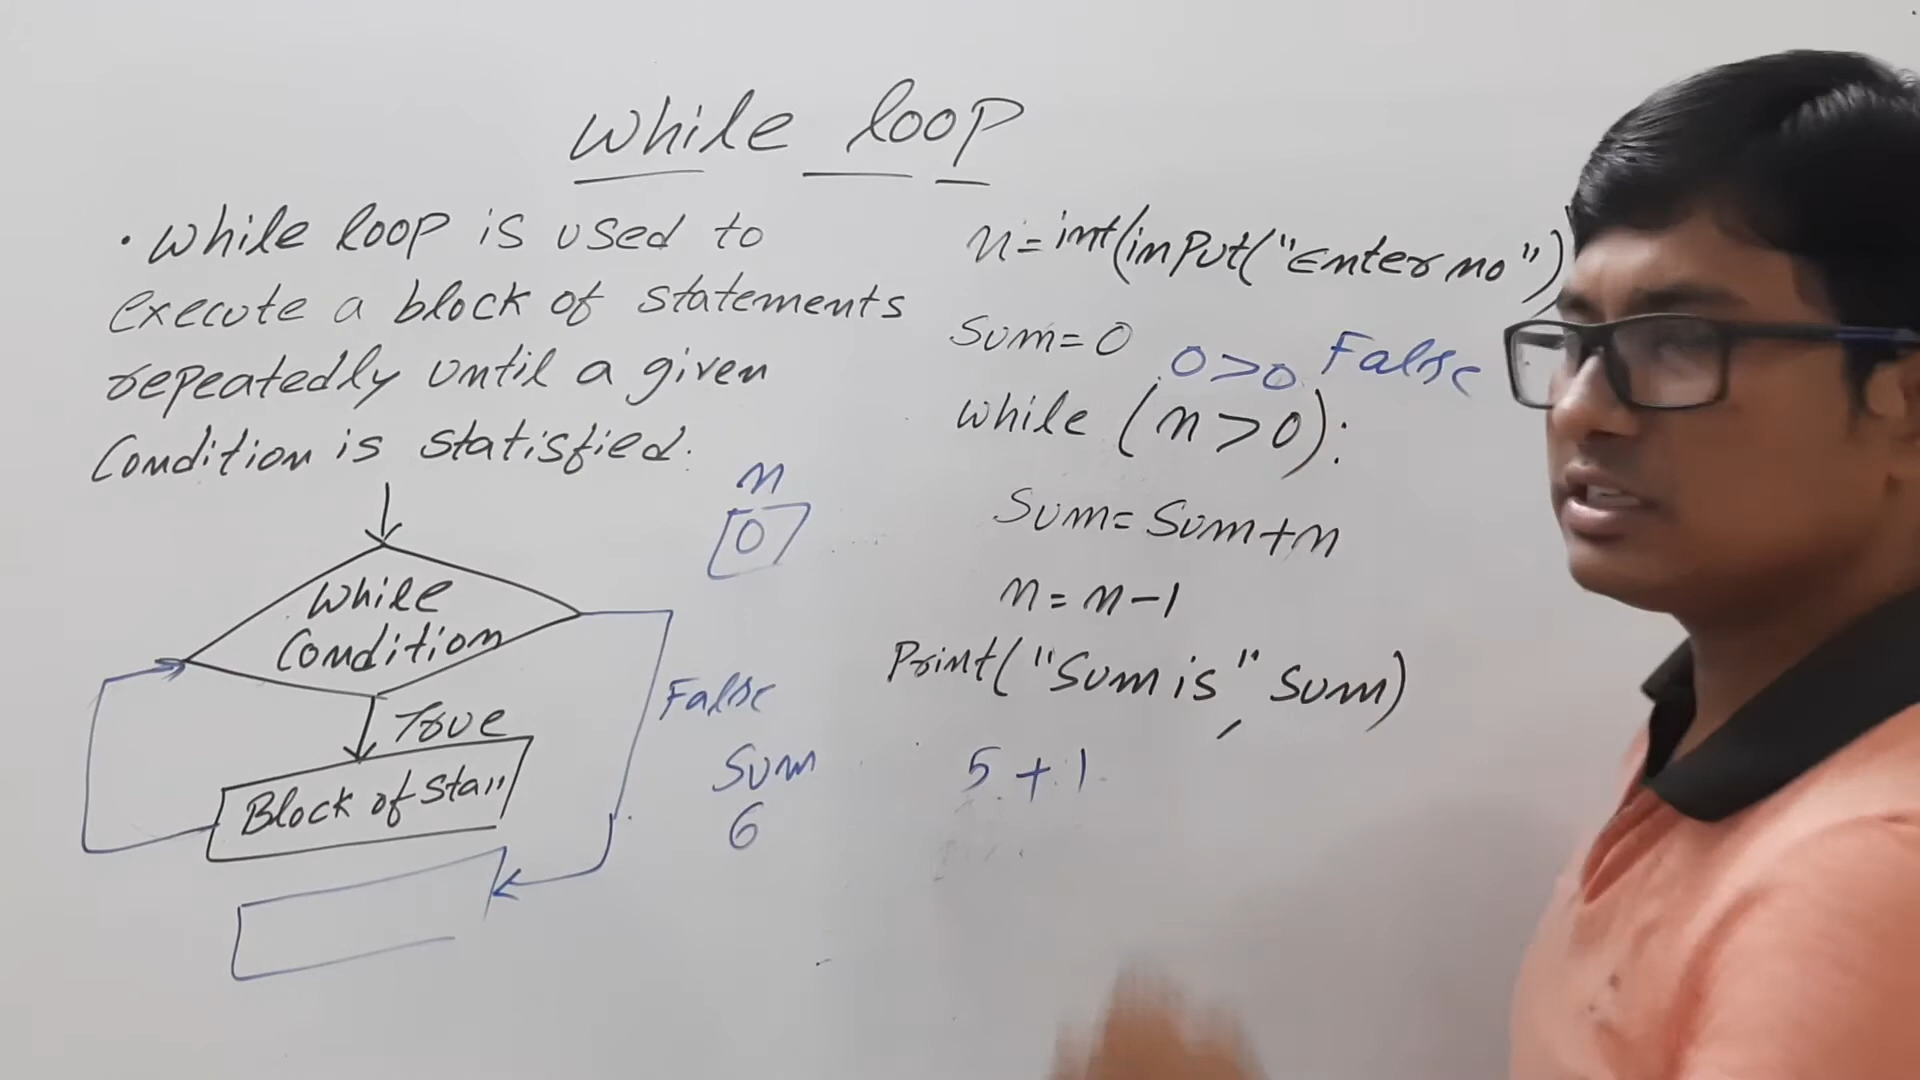 while loop
• while loop is used to
execute a block of statements
repeatedly until a given
Condition is statisfied.
while
Condition
True
Block of Sta
False
n
0
Sum
6
n=int(input("Enter no")
Sum=0
0>0 False
while (n>0):
Sum=Sum+n
n=n-1
Print("Sum is", Sum)
5+1